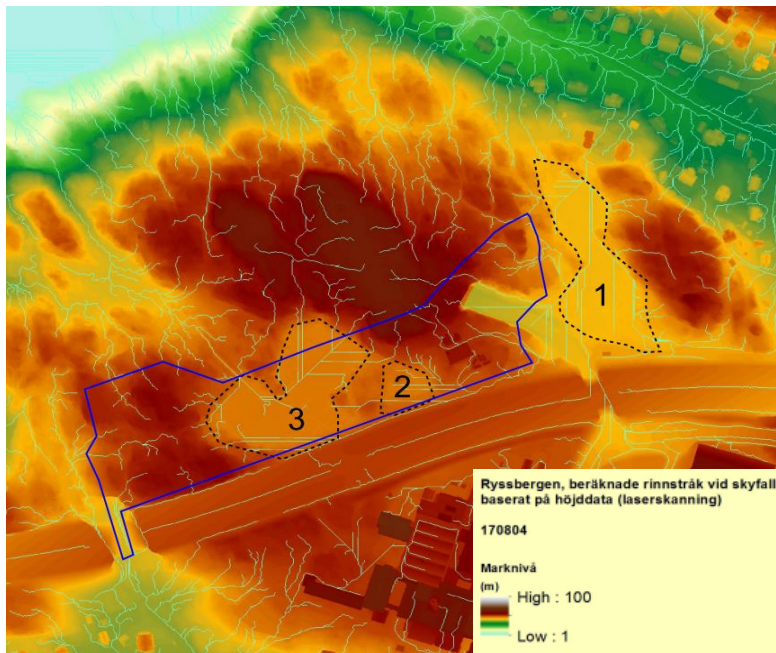 1
2
3
Ryssbergen, beräknade rinnstråk vid skyfall
baserat på höjddata (laserskanning)
170804
Marknivå
(m)
High : 100
Low : 1